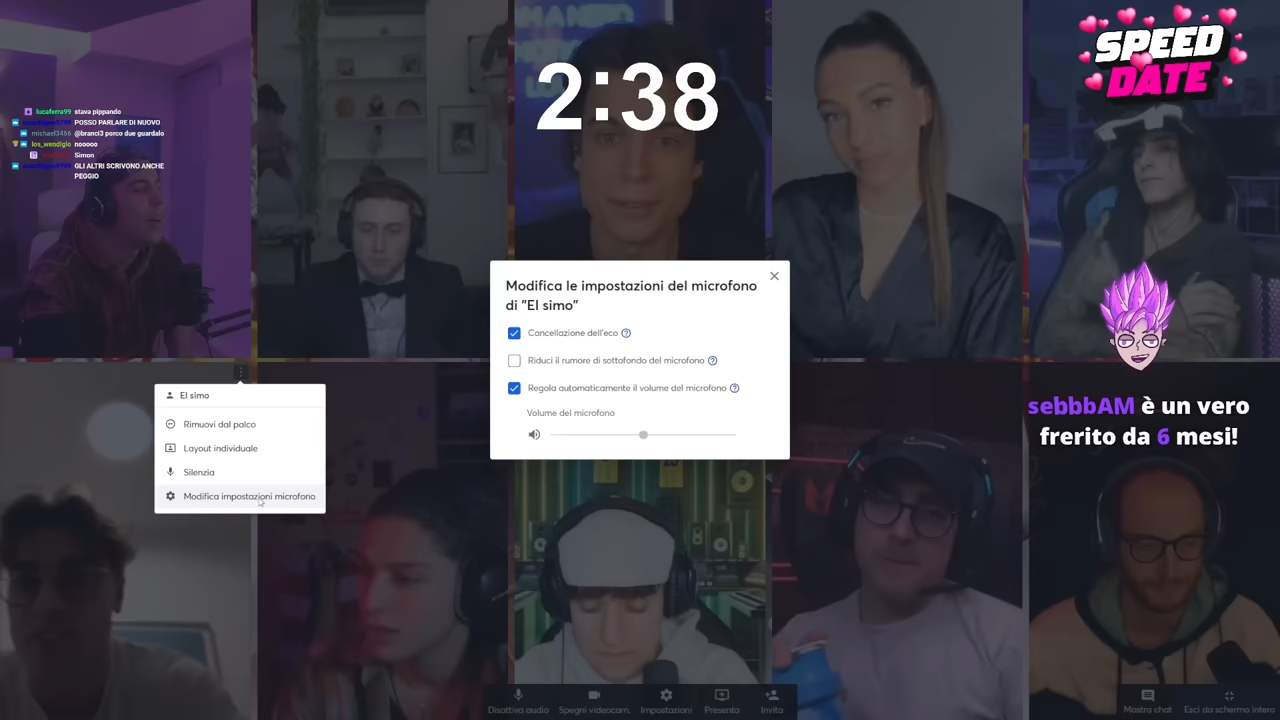 2:38
SPEED
DATE
lucaferra99 stava pippando
POSSO PARLARE DI NUOVO
michael3466 @branci3 porco due guardalo
los_wendigio nooooo
Simon
GLI ALTRI SCRIVONO ANCHE
PEGGIO
Modifica le impostazioni del microfono
di "El simo"
Cancellazione dell'eco
Riduci il rumore di sottofondo del microfono
Regola automaticamente il volume del microfono
Volume del microfono
El simo
Rimuovi dal palco
Layout individuale
Silenzia
Modifica impostazioni microfono
sebbbAM è un vero
frerito da 6 mesi!
Disattiva audio
Spegni videocam.
Impostazioni
Presenta
Invita
Mostra chat
Esci da schermo intero